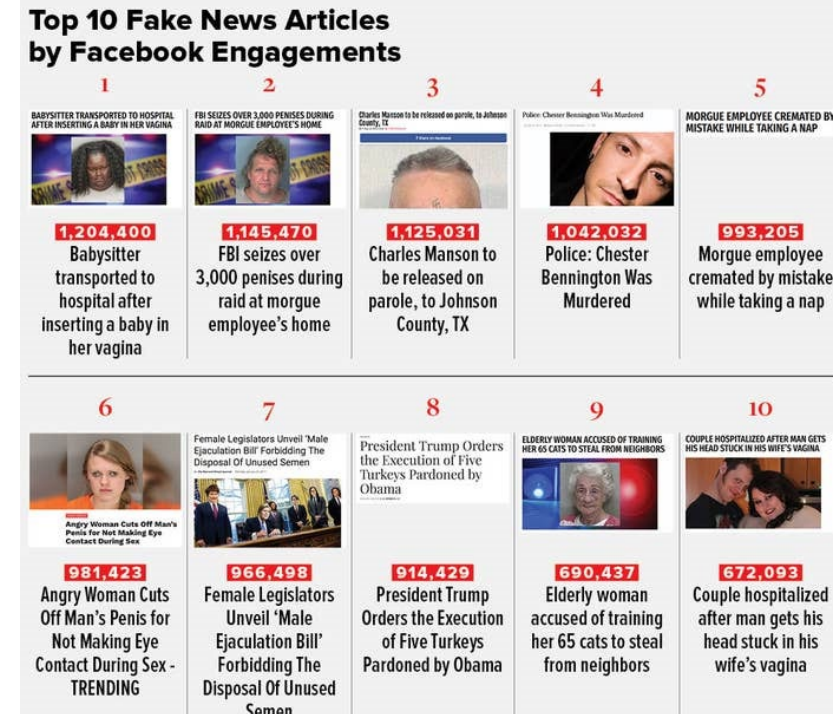 Top 10 Fake News Articles
by Facebook Engagements
1
BABYSITTER TRANSPORTED TO HOSPITAL
AFTER INSERTING A BABY IN HER VAGINA
1,204,400
Babysitter
transported to
hospital after
inserting a baby in
her vagina
2
FBI SEIZES OVER 3,000 PENISES DURING
RAID AT MORGUE EMPLOYEE'S HOME
1,145,470
FBI seizes over
3,000 penises during
raid at morgue
employee's home
3
Charles Manson to be released on parole, to Johnson
County, TX
1,125,031
Charles Manson to
be released on
parole, to Johnson
County, TX
4
Police: Chester Bennington Was Murdered
1,042,032
Police: Chester
Bennington Was
Murdered
5
MORGUE EMPLOYEE CREMATED BY
MISTAKE WHILE TAKING A NAP
993,205
Morgue employee
cremated by mistake
while taking a nap
6
Angry Woman Cuts Off Man's
Penis for Not Making Eye
Contact During Sex
981,423
Angry Woman Cuts
Off Man's Penis for
Not Making Eye
Contact During Sex -
TRENDING
7
Female Legislators Unveil 'Male
Ejaculation Bill' Forbidding The
Disposal Of Unused Semen
966,498
Female Legislators
Unveil 'Male
Ejaculation Bill'
Forbidding The
Disposal Of Unused
Semen
8
President Trump Orders
the Execution of Five
Turkeys Pardoned by
Obama
914,429
President Trump
Orders the Execution
of Five Turkeys
Pardoned by Obama
9
ELDERLY WOMAN ACCUSED OF TRAINING
HER 65 CATS TO STEAL FROM NEIGHBORS
690,437
Elderly woman
accused of training
her 65 cats to steal
from neighbors
10
COUPLE HOSPITALIZED AFTER MAN GETS
HIS HEAD STUCK IN HIS WIFE'S VAGINA
672,093
Couple hospitalized
after man gets his
head stuck in his
wife's vagina